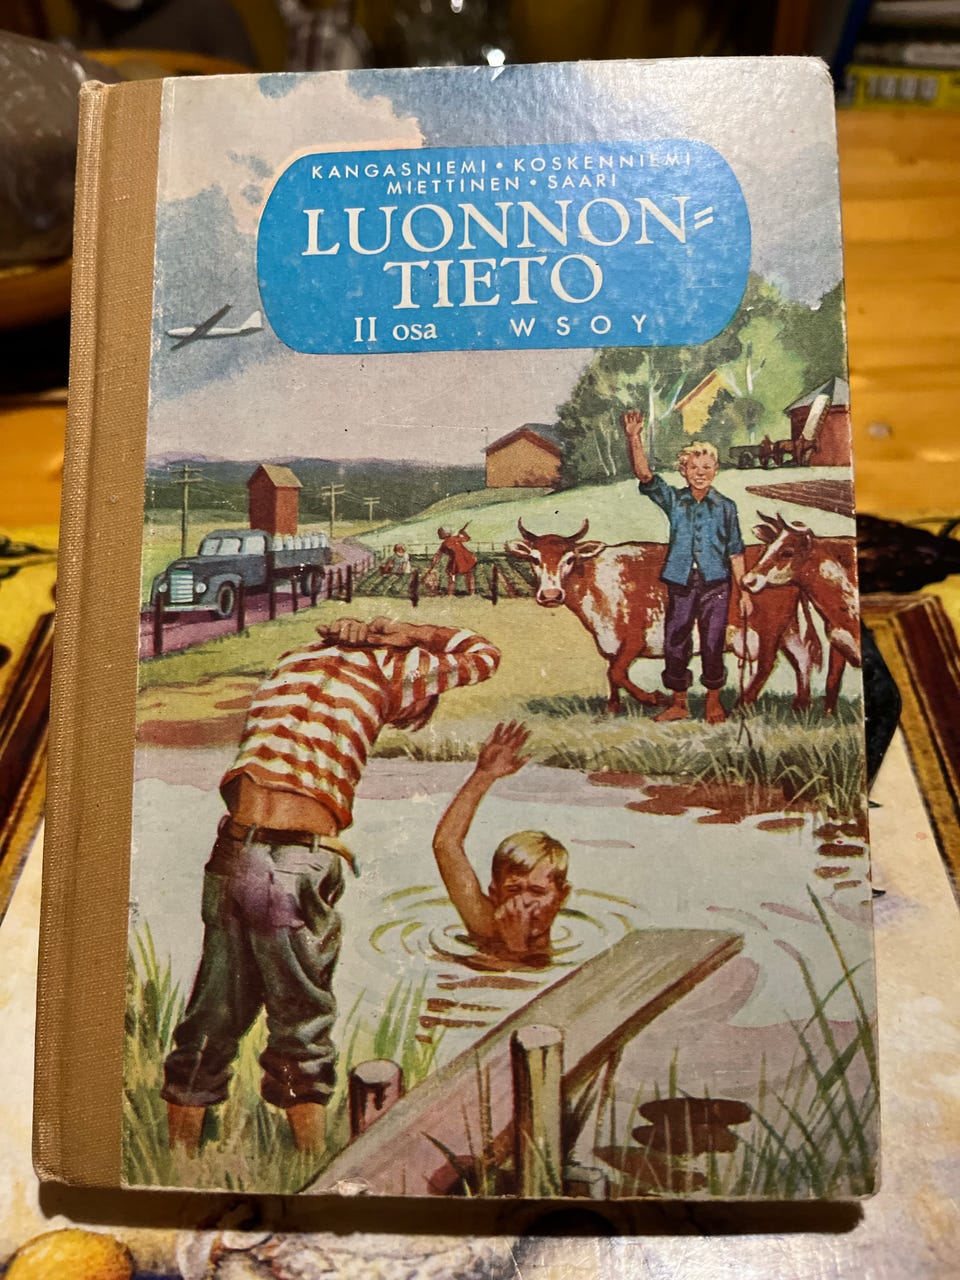 KANGASNIEMI • KOSKENNIEMI
MIETTINEN • SAARI
LUONNON=
TIETO
II osa WSOY